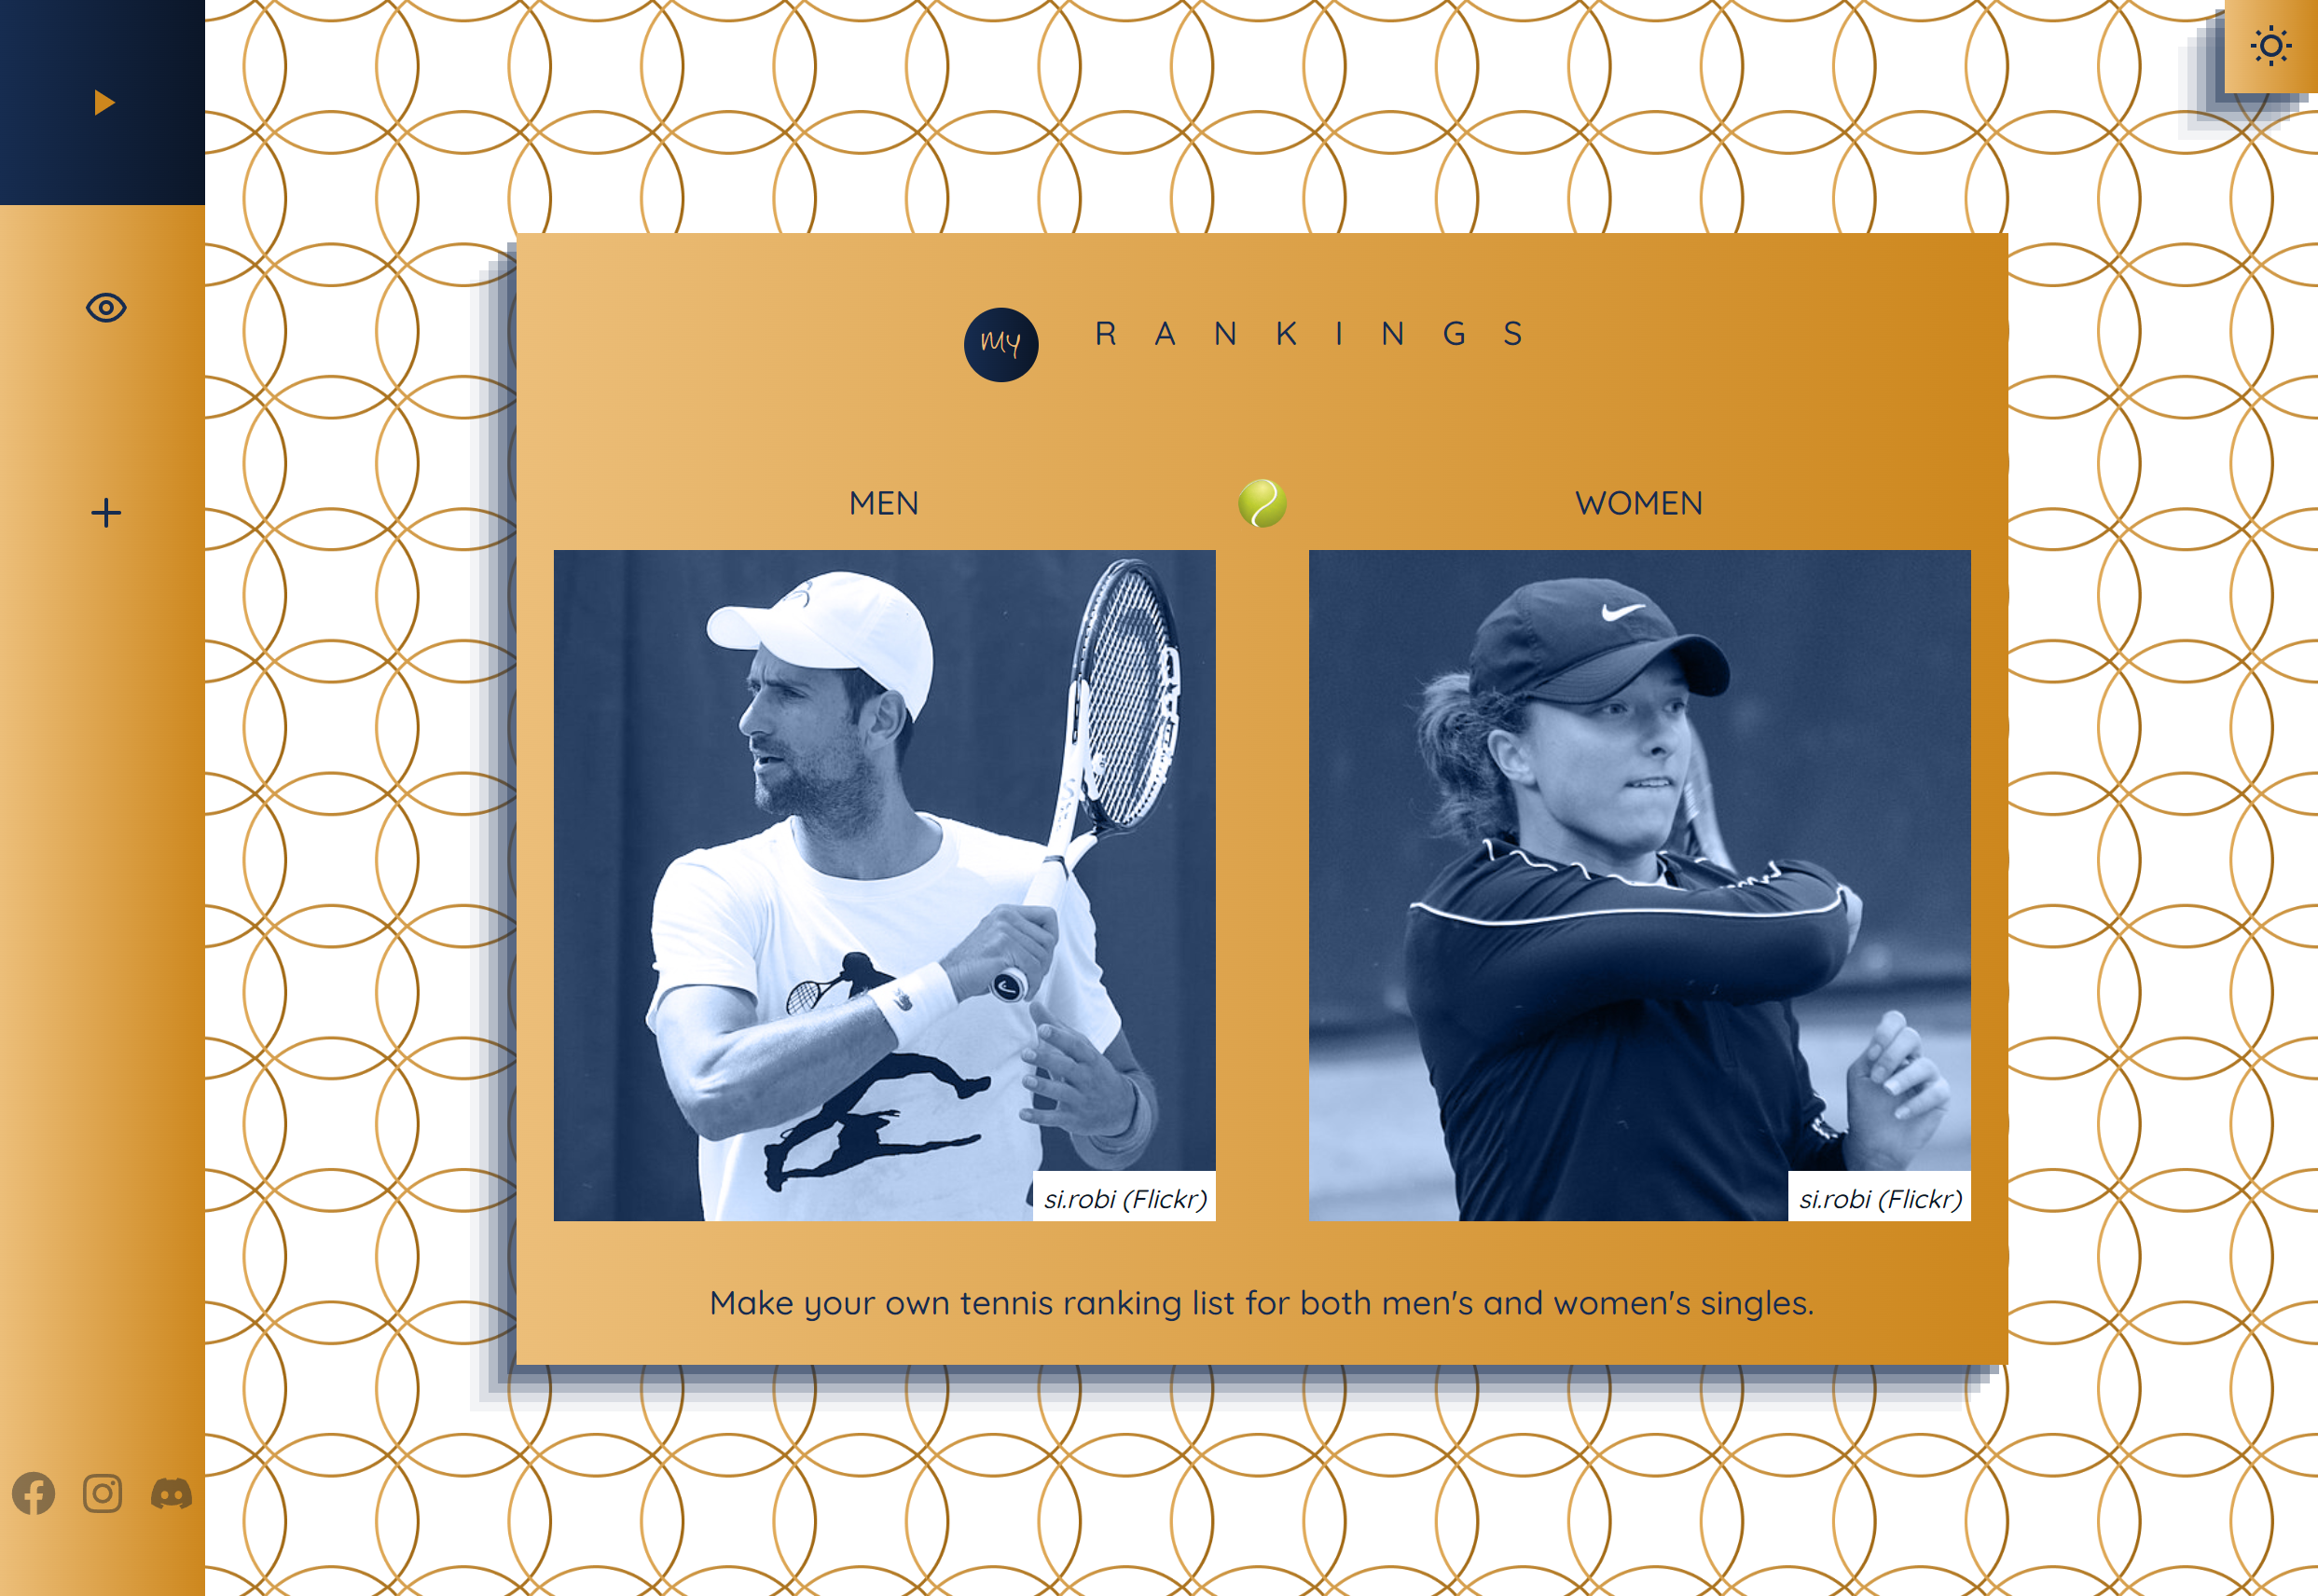 my
R A N K I N G S
MEN
WOMEN
si.robi (Flickr)
si.robi (Flickr)
Make your own tennis ranking list for both men's and women's singles.